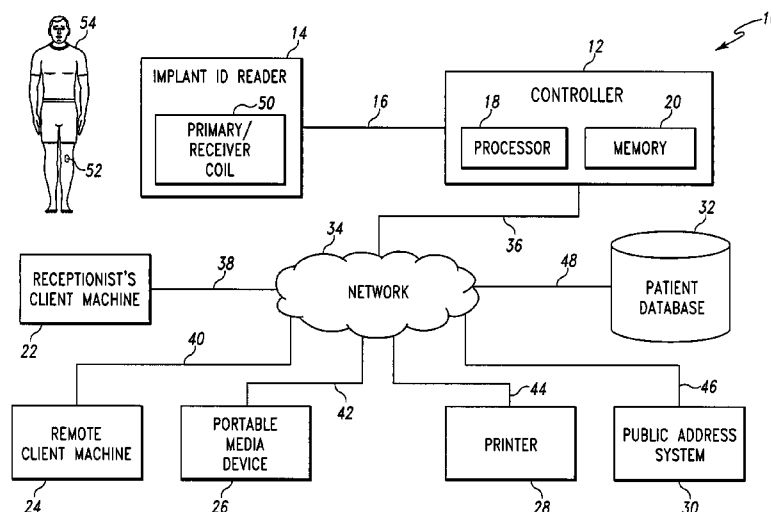 54
14
IMPLANT ID READER
50
PRIMARY/
RECEIVER
COIL
16
12
CONTROLLER
18
PROCESSOR
20
MEMORY
52
34
36
32
RECEPTIONIST'S
CLIENT MACHINE
38
NETWORK
48
PATIENT
DATABASE
22
40
42
44
46
REMOTE
CLIENT MACHINE
PORTABLE
MEDIA
DEVICE
PRINTER
PUBLIC ADDRESS
SYSTEM
24
26
28
30